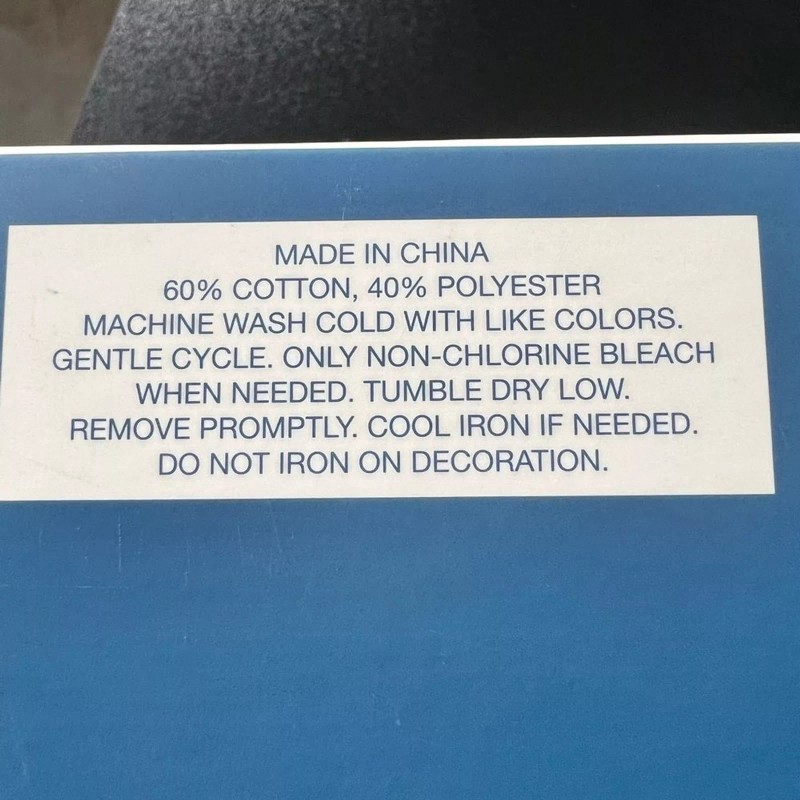 MADE IN CHINA
60% COTTON, 40% POLYESTER
MACHINE WASH COLD WITH LIKE COLORS.
GENTLE CYCLE. ONLY NON-CHLORINE BLEACH
WHEN NEEDED. TUMBLE DRY LOW.
REMOVE PROMPTLY. COOL IRON IF NEEDED.
DO NOT IRON ON DECORATION.